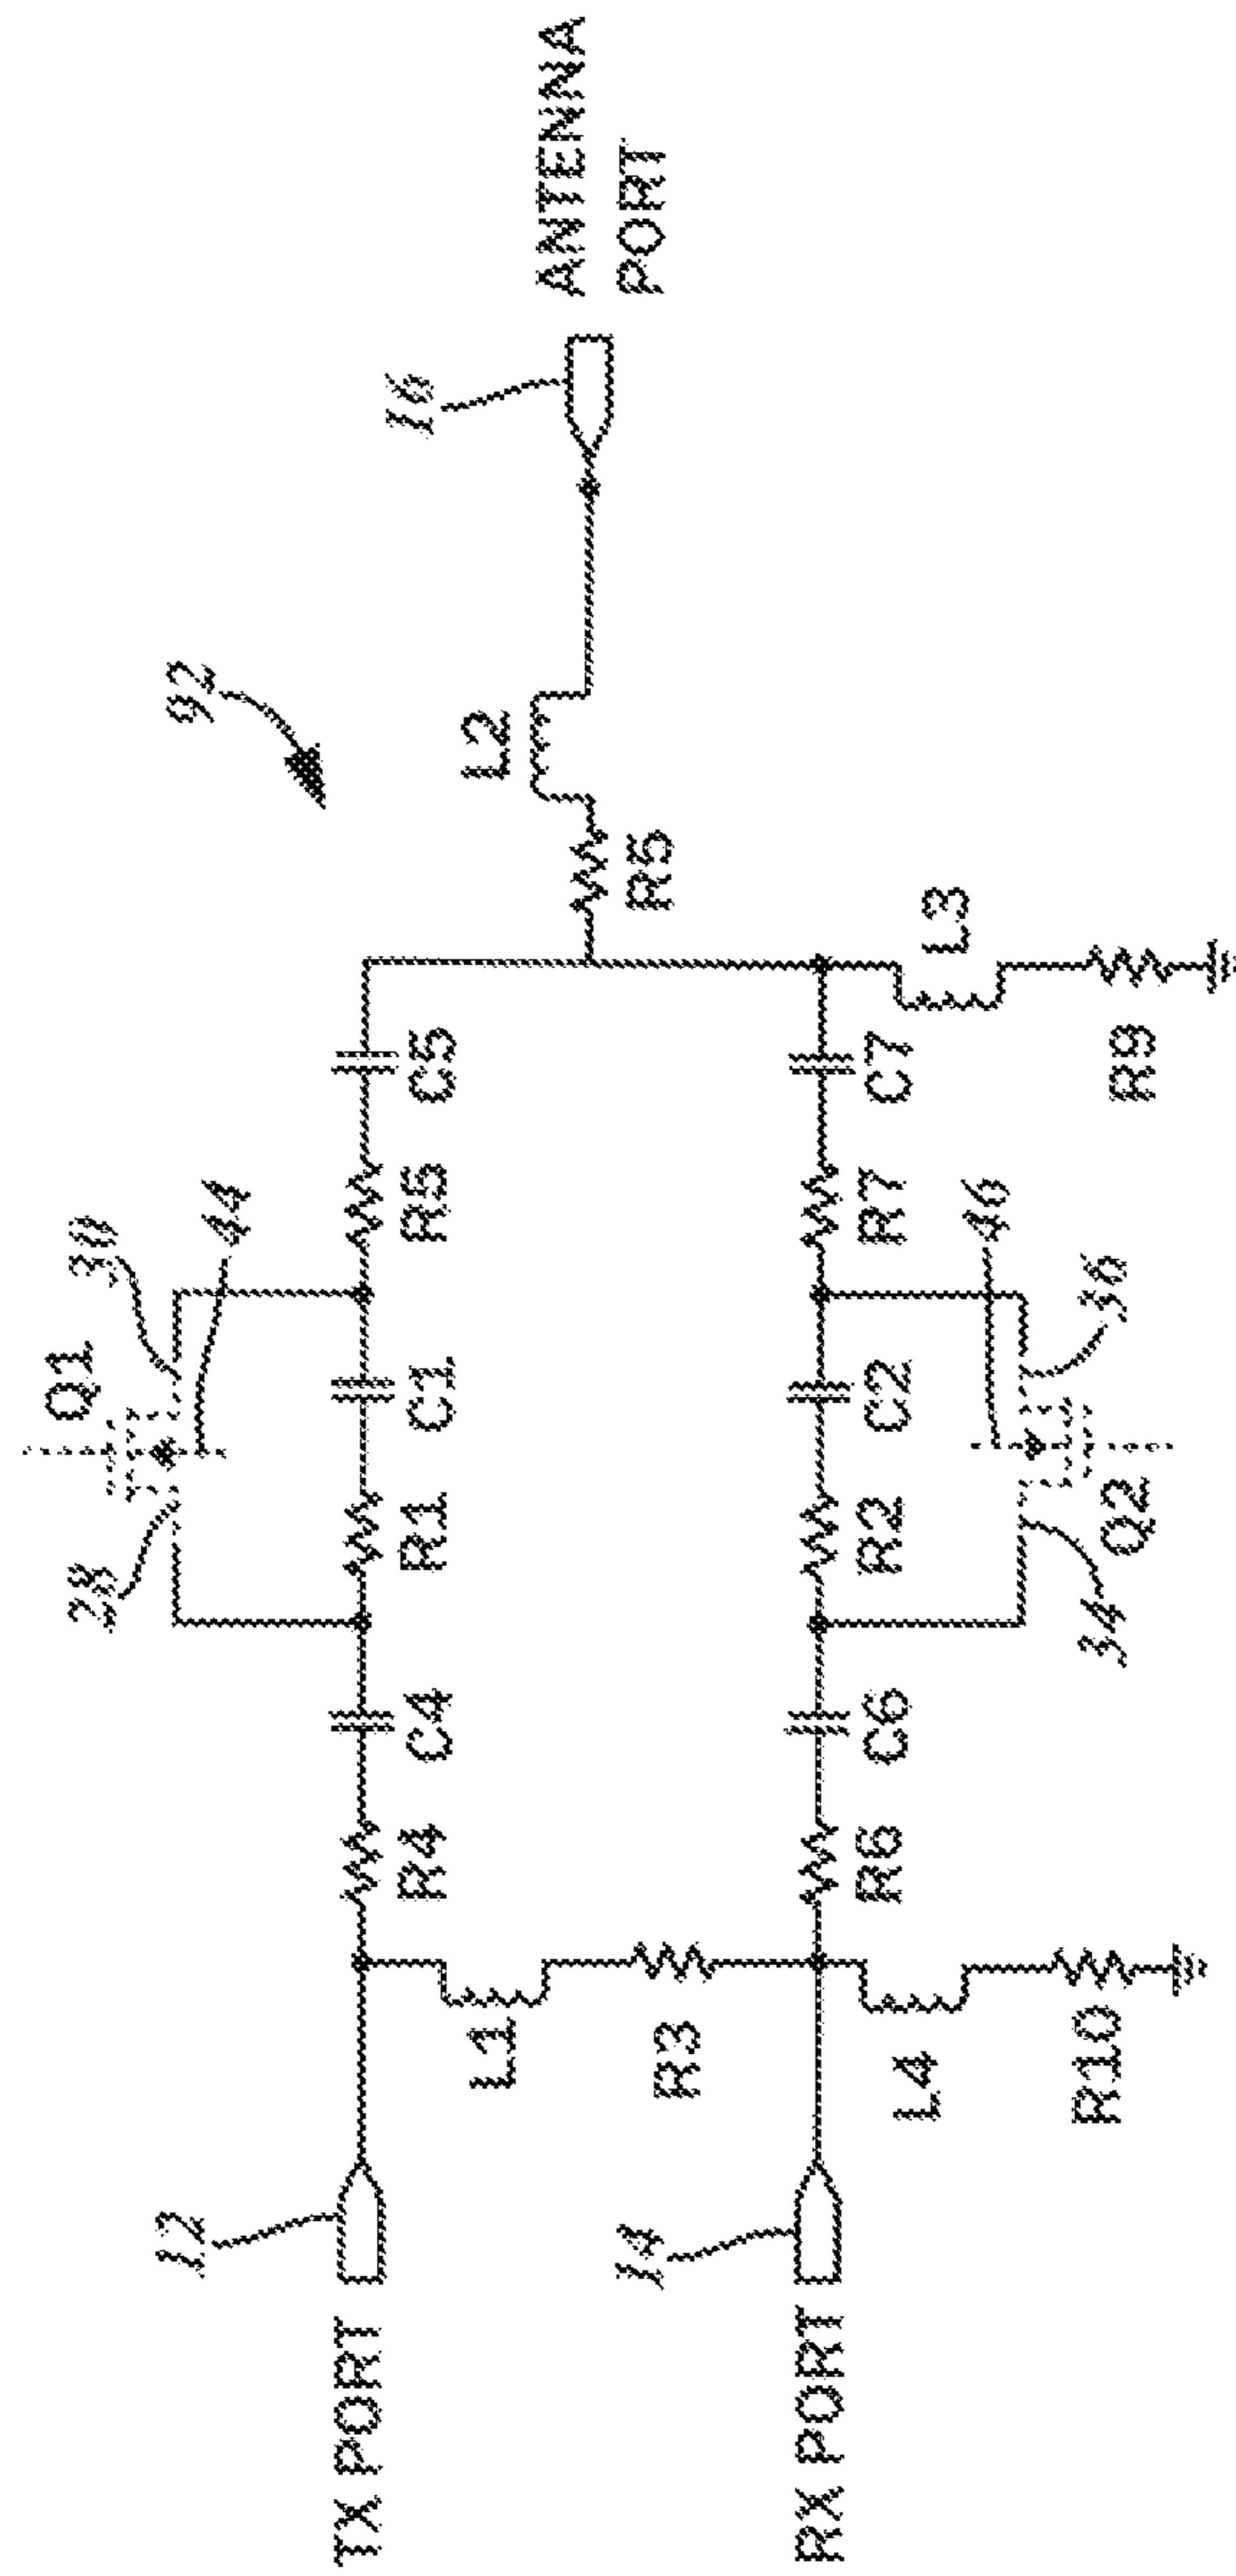 92
Q1
28
30
44
12
TX PORT
R4
C4
R1
C1
R5
C5
L1
R3
L2
R5
16
ANTENNA
PORT
14
RX PORT
R6
C6
R2
C2
R7
C7
L4
R10
34
Q2
46
36
L3
R9